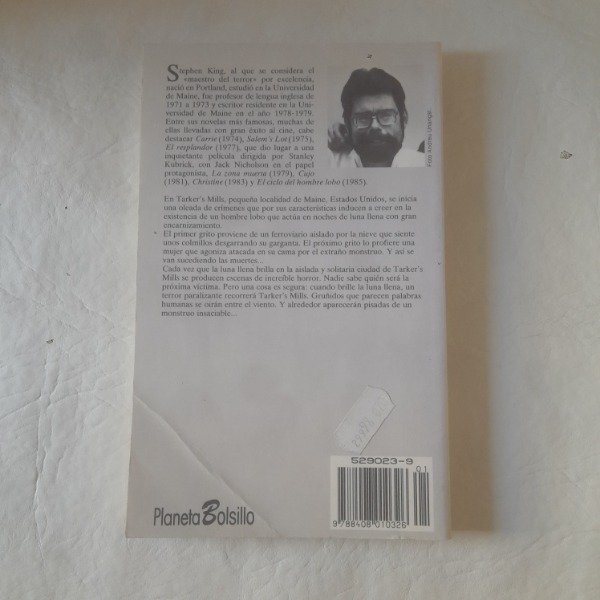 Stephen King, al que se considera el
«maestro del terror» por excelencia,
nació en Portland, estudió en la Universidad
de Maine, fue profesor de lengua inglesa de
1971 a 1973 y escritor residente en la Uni-
versidad de Maine en el año 1978-1979.
Entre sus novelas más famosas, muchas de
ellas llevadas con gran éxito al cine, cabe
destacar Carrie (1974), Salem's Lot (1975),
El resplandor (1977), que dio lugar a una
inquietante película dirigida por Stanley
Kubrick, con Jack Nicholson en el papel
protagonista, La zona muerta (1979), Cujo
(1981), Christine (1983) y El ciclo del hombre lobo (1985).
Foto Andreu
En Tarker's Mills, pequeña localidad de Maine, Estados Unidos, se inicia
una oleada de crímenes que por sus características inducen a creer en la
existencia de un hombre lobo que actúa en noches de luna llena con gran
encarnizamiento.
El primer grito proviene de un ferroviario aislado por la nieve que siente
unos colmillos desgarrando su garganta. El próximo grito lo profiere una
mujer que agoniza atacada en su cama por el extraño monstruo. Y así se
van sucediendo las muertes...
Cada vez que la luna llena brilla en la aislada y solitaria ciudad de Tarker's
Mills se producen escenas de increíble horror. Nadie sabe quién será la
próxima víctima. Pero una cosa es segura: cuando brille la luna llena, un
terror paralizante recorrerá Tarker's Mills. Gruñidos que parecen palabras
humanas se oirán entre el viento. Y alrededor aparecerán pisadas de un
monstruo insaciable...
529023-9
01
9 788408 010326
Planeta Bolsillo